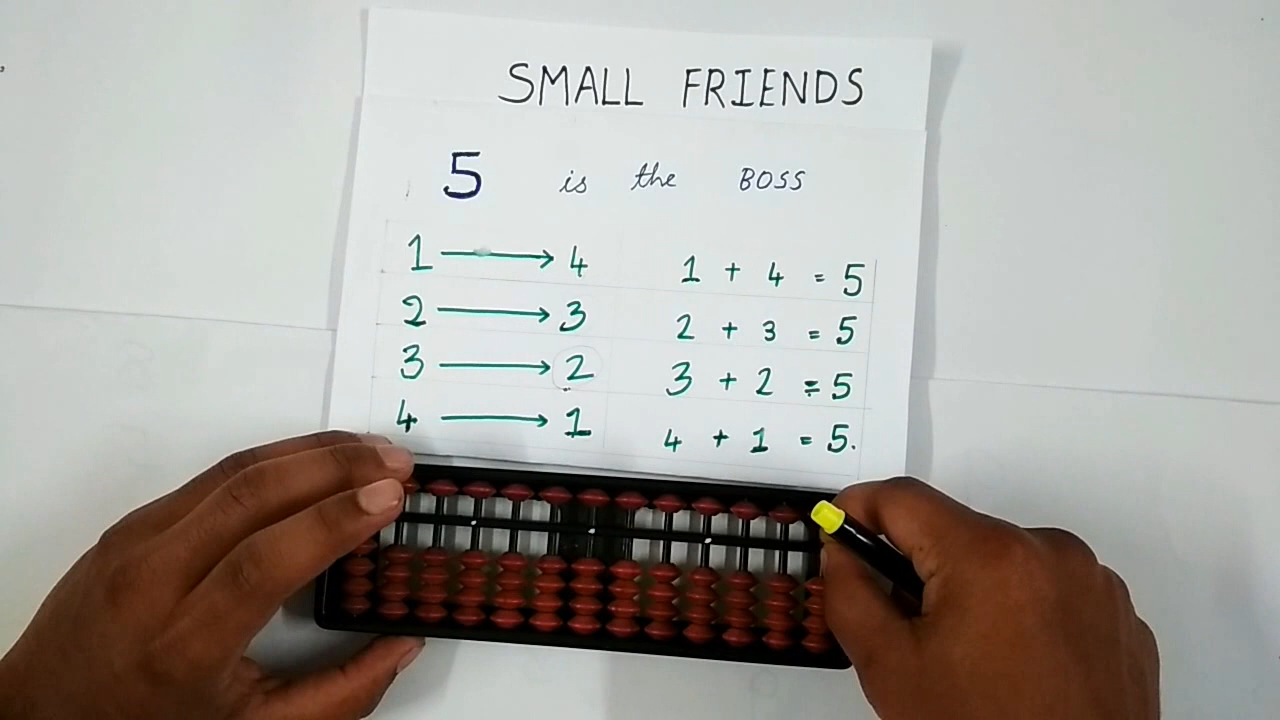 SMALL FRIENDS
5 is the BOSS
1 → 4 1 + 4 = 5
2 → 3 2 + 3 = 5
3 → 2 3 + 2 = 5
4 → 1 4 + 1 = 5.